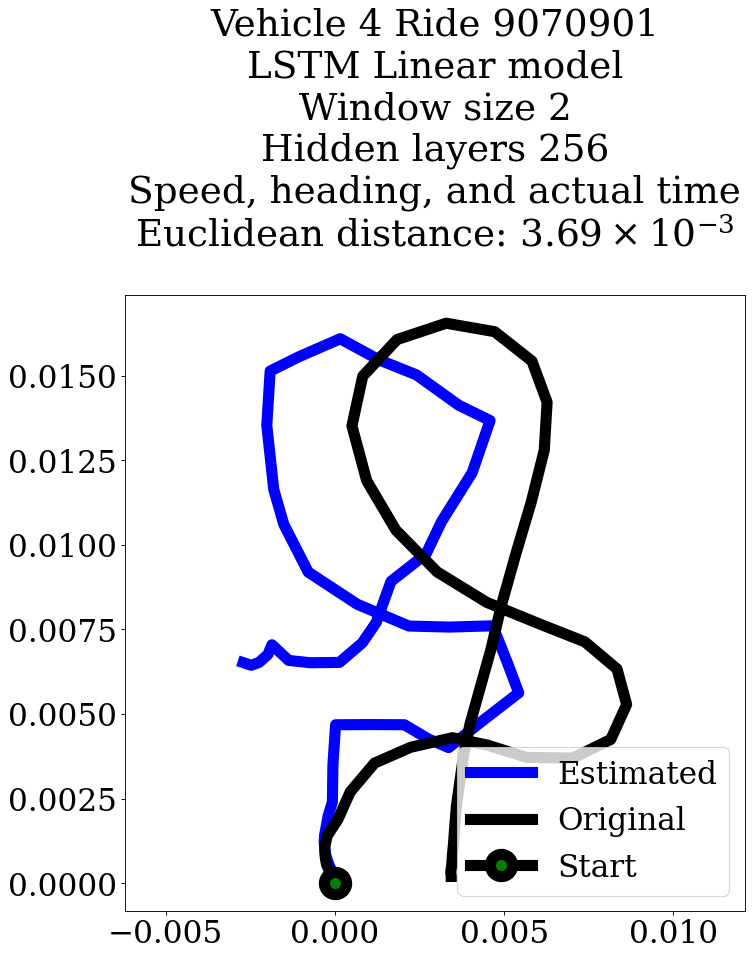 Vehicle 4 Ride 9070901
LSTM Linear model
Window size 2
Hidden layers 256
Speed, heading, and actual time
Euclidean distance: 3.69 × 10⁻³
0.0150
0.0125
0.0100
0.0075
0.0050
0.0025
0.0000
Estimated
Original
Start
−0.005 0.000 0.005 0.010